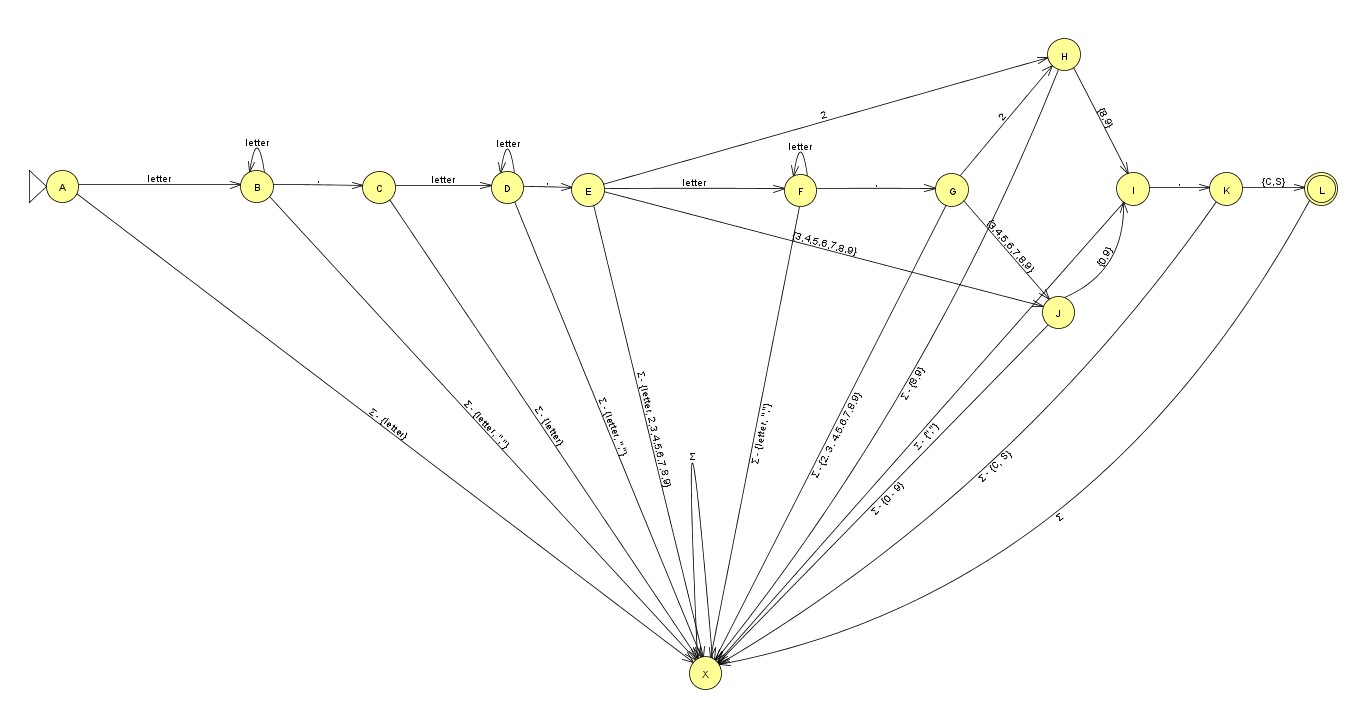 H
2
2
{8,9}
letter
letter
letter
A
letter
B
,
C
letter
D
,
E
letter
F
,
G
I
,
K
{C,S}
L
{3,4,5,6,7,8,9}
{3,4,5,6,7,8,9}
{0,9}
J
Σ - {letter}
Σ - {letter, ","}
Σ - {letter}
Σ - {letter, ","}
Σ - {letter, 2,3,4,5,6,7,8,9}
Σ
Σ - {letter, ","}
Σ - {2, 3, 4,5,6,7,8,9}
Σ - {8,9}
Σ - {","}
Σ - {0 - 9}
Σ - {C, S}
Σ
X